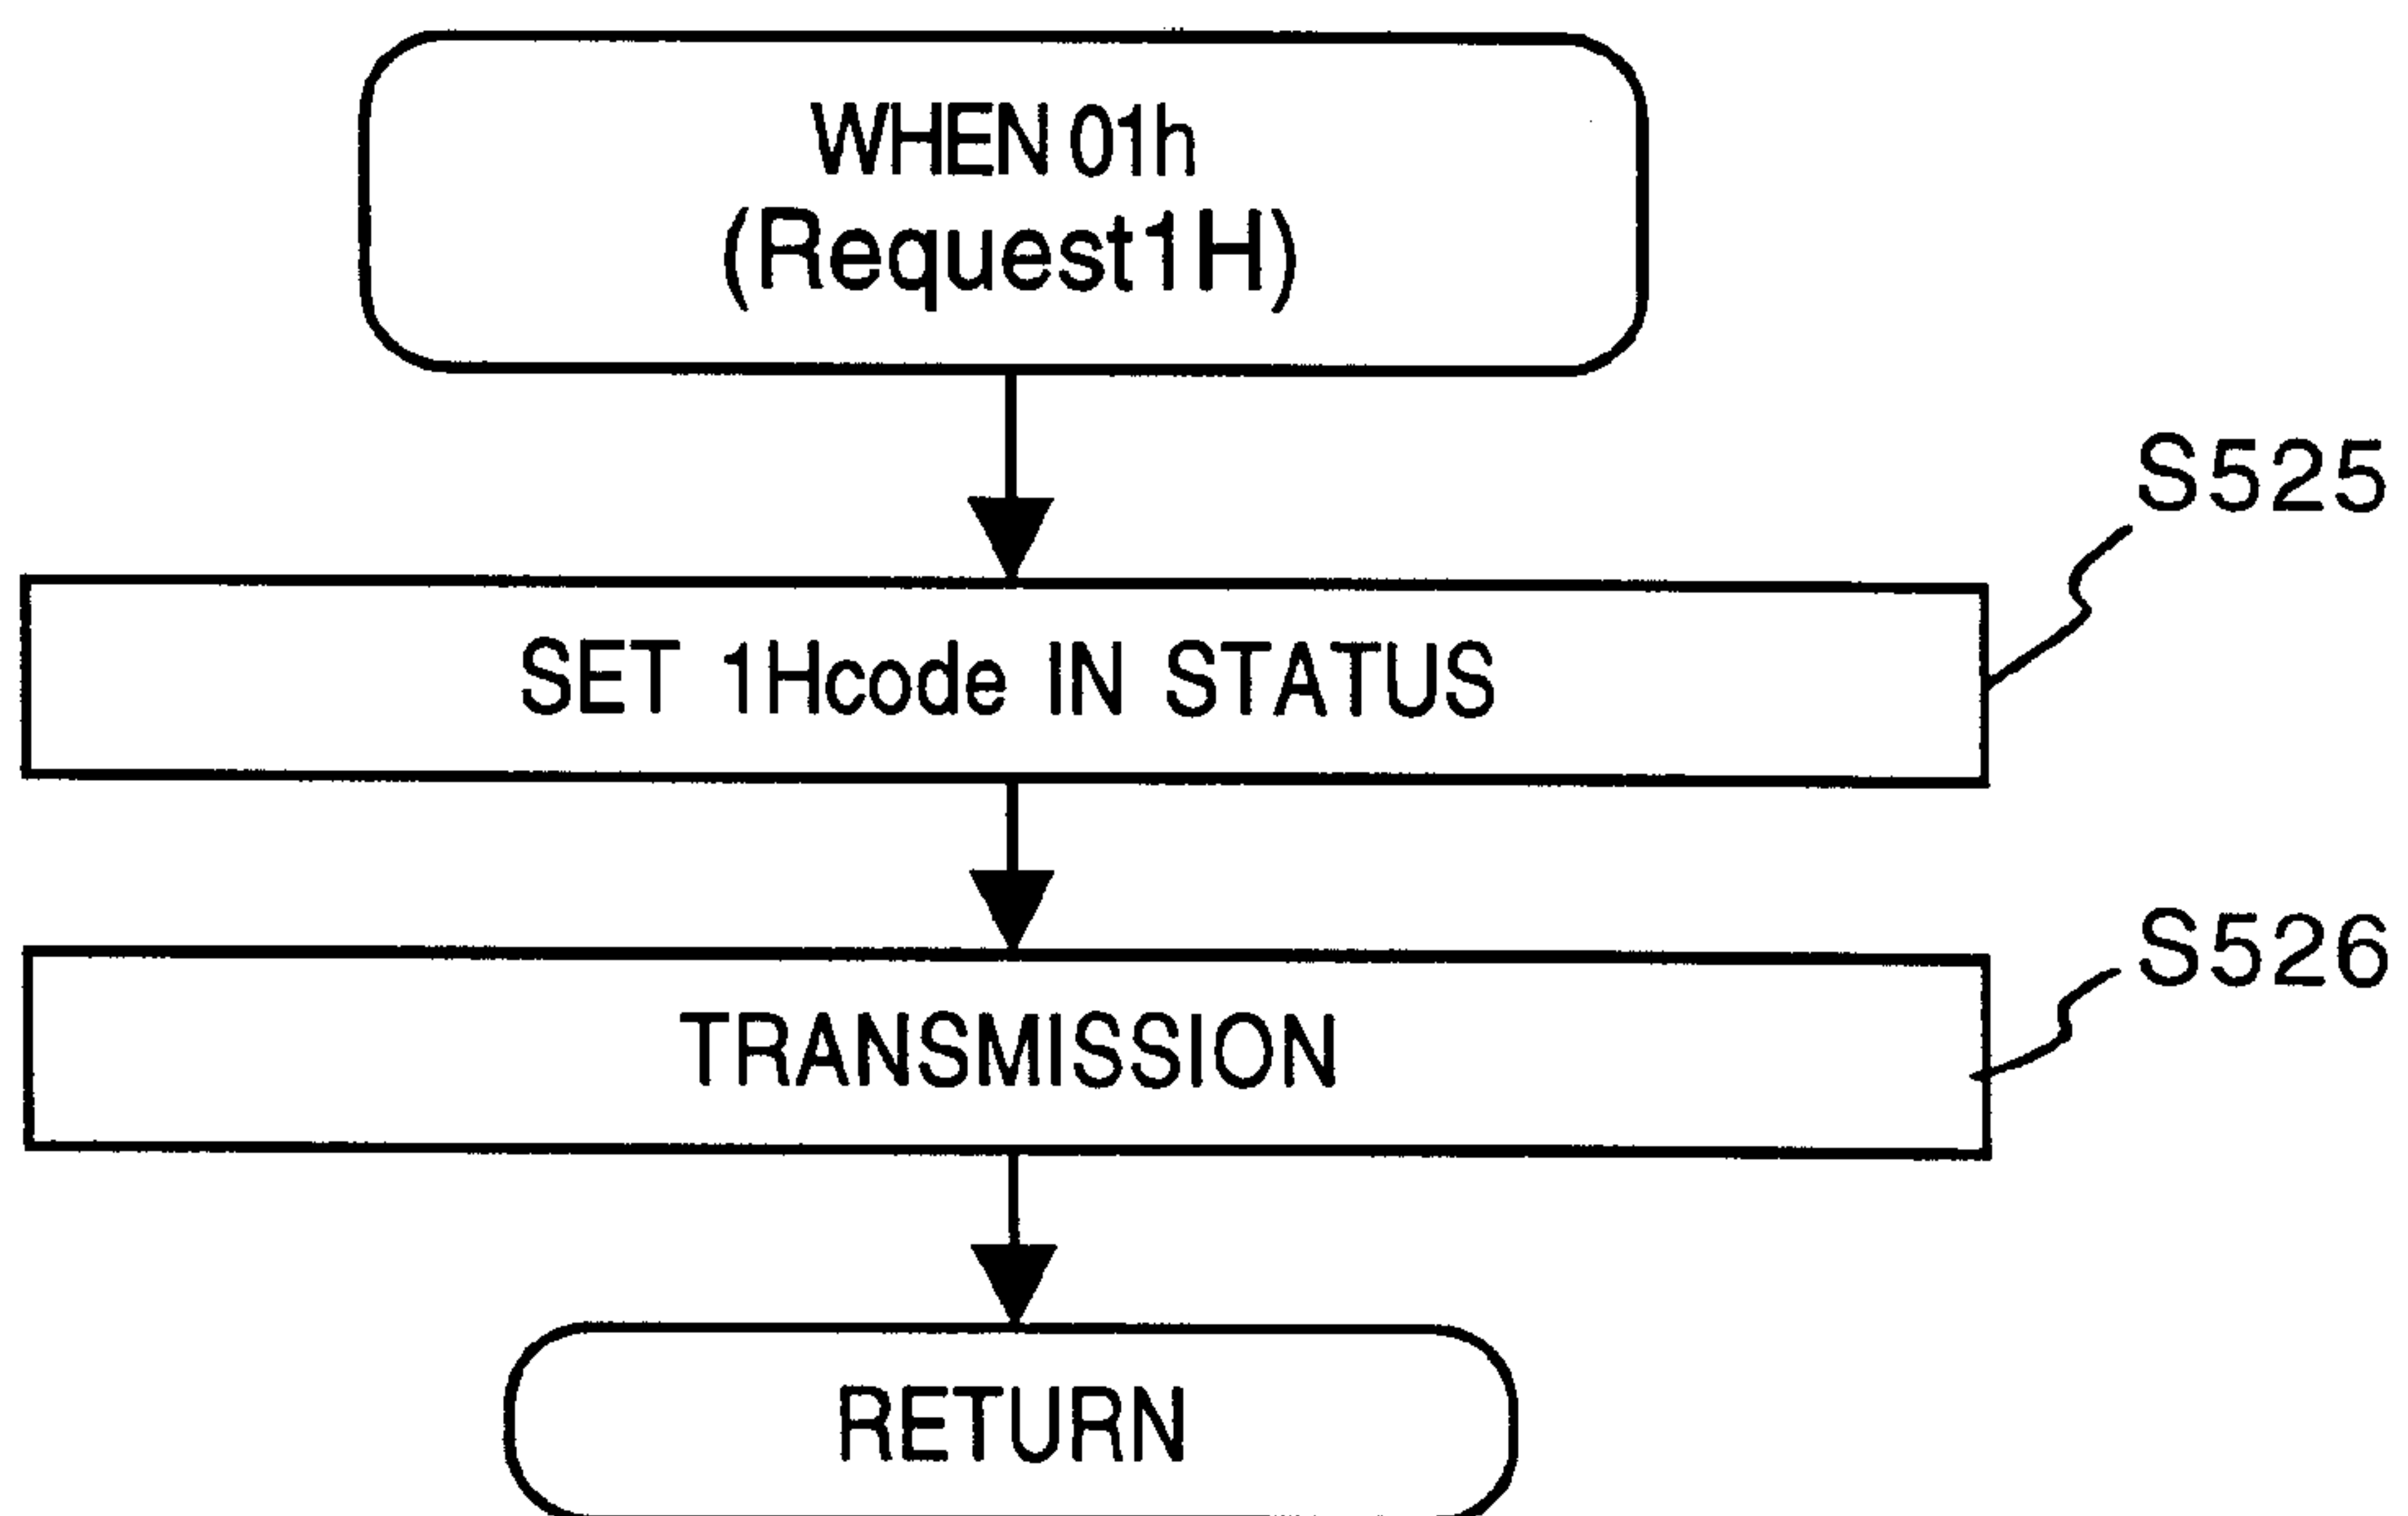 WHEN 01h
(Request1H)
S525
SET 1Hcode IN STATUS
S526
TRANSMISSION
RETURN